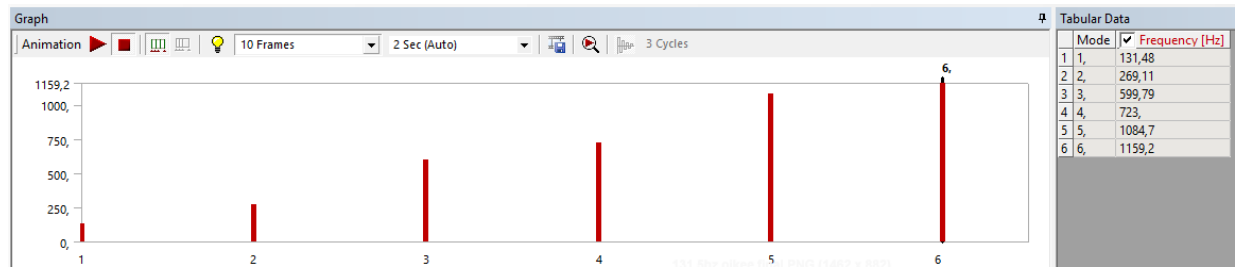 Graph
Animation 10 Frames 2 Sec (Auto) 3 Cycles
6,
1159,2
1000,
750,
500,
250,
0,
1 2 3 4 5 6
Tabular Data
Mode Frequency [Hz]
1 1, 131,48
2 2, 269,11
3 3, 599,79
4 4, 723,
5 5, 1084,7
6 6, 1159,2